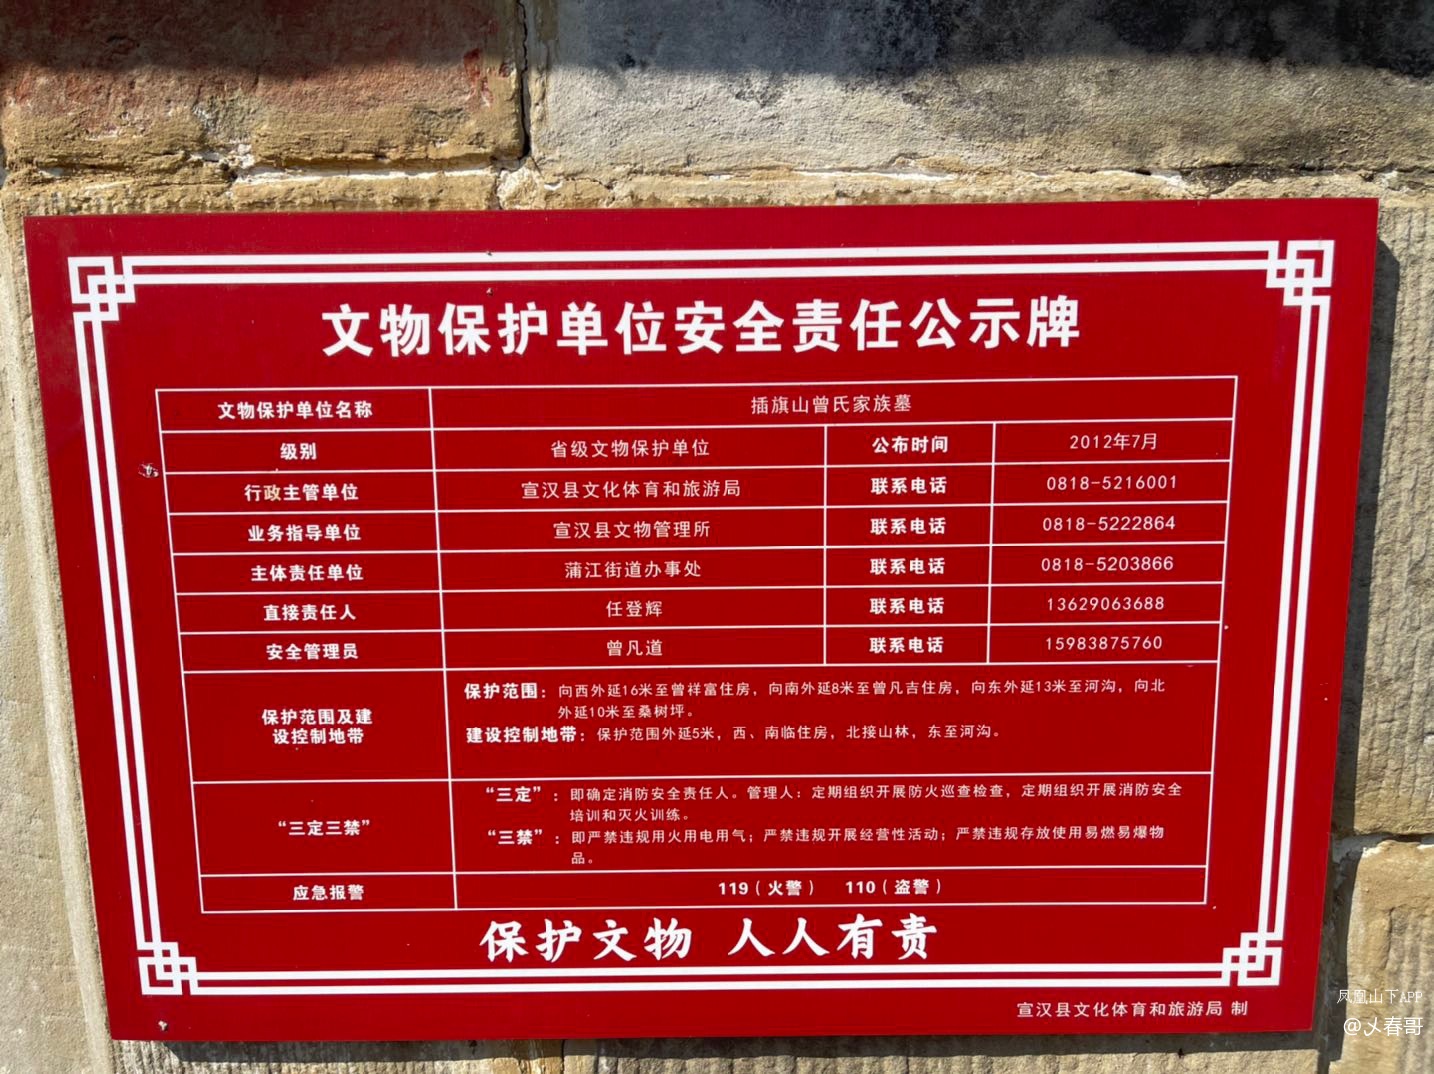 文物保护单位安全责任公示牌
文物保护单位名称 插旗山曾氏家族墓
级别 省级文物保护单位 公布时间 2012年7月
行政主管单位 宣汉县文化体育和旅游局 联系电话 0818-5216001
业务指导单位 宣汉县文物管理所 联系电话 0818-5222864
主体责任单位 蒲江街道办事处 联系电话 0818-5203866
直接责任人 任登辉 联系电话 13629063688
安全管理员 曾凡道 联系电话 15983875760
保护范围及建
设控制地带
保护范围：向西外延16米至曾祥富住房，向南外延8米至曾凡吉住房，向东外延13米至河沟，向北
外延10米至桑树坪。
建设控制地带：保护范围外延5米，西、南临住房，北接山林，东至河沟。
“三定三禁”
“三定”：即确定消防安全责任人。管理人：定期组织开展防火巡查检查，定期组织开展消防安全
培训和灭火训练。
“三禁”：即严禁违规用火用电用气；严禁违规开展经营性活动；严禁违规存放使用易燃易爆物
品。
应急报警 119（火警） 110（盗警）
保护文物 人人有责
宣汉县文化体育和旅游局 制
凤凰山下APP
@乄春哥